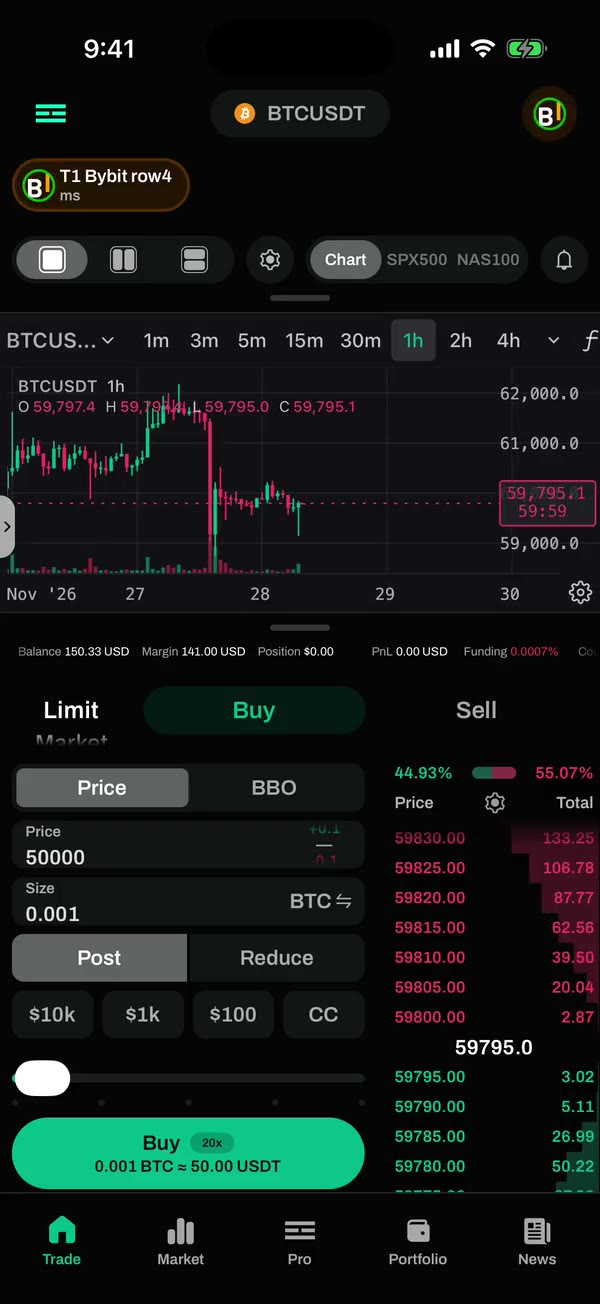 9:41
BTCUSDT
T1 Bybit row4
ms
Chart SPX500 NAS100
BTCUS... 1m 3m 5m 15m 30m 1h 2h 4h f
BTCUSDT 1h
O 59,797.4 H 59,797.4 L 59,795.0 C 59,795.1
62,000.0
61,000.0
59,795.1
59:59
59,000.0
Nov '26 27 28 29 30
Balance 150.33 USD Margin 141.00 USD Position $0.00 PnL 0.00 USD Funding 0.0007%
Limit Buy Sell
Market
Price BBO
44.93% 55.07%
Price Total
Price
50000
+0.1
—
-0.1
Size
0.001
BTC
Post Reduce
$10k $1k $100 CC
Buy 20x
0.001 BTC ≈ 50.00 USDT
59830.00 133.25
59825.00 106.78
59820.00 87.77
59815.00 62.56
59810.00 39.50
59805.00 20.04
59800.00 2.87
59795.0
59795.00 3.02
59790.00 5.11
59785.00 26.99
59780.00 50.22
Trade Market Pro Portfolio News